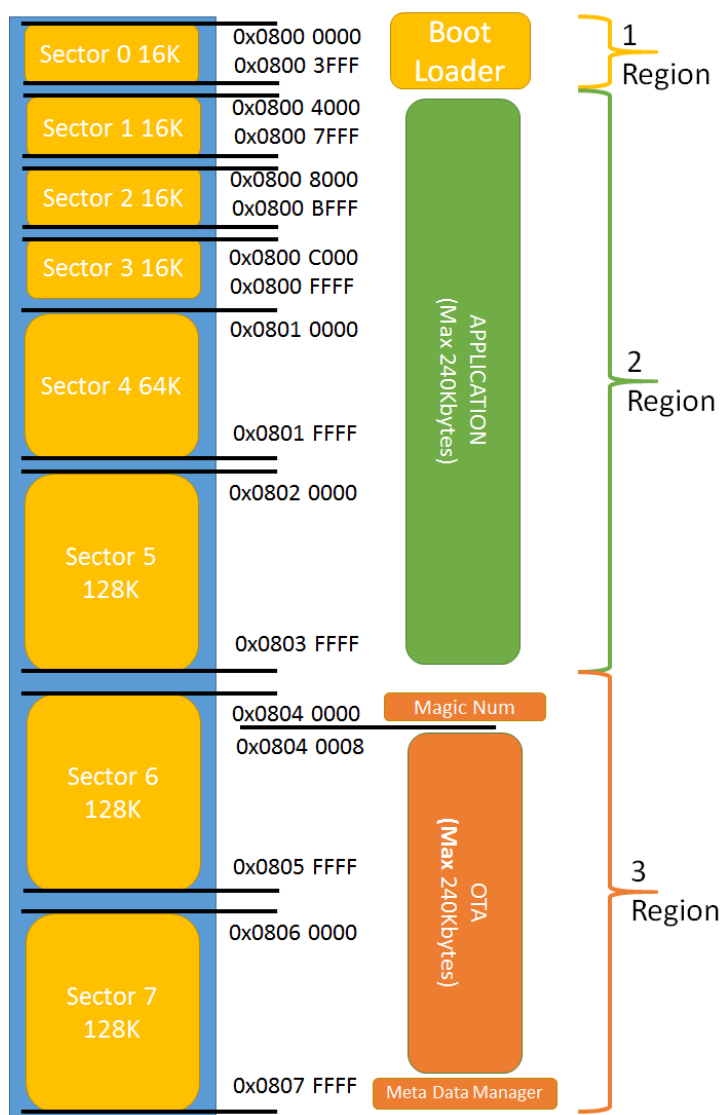 Sector 0 16K
0x0800 0000
0x0800 3FFF
Boot
Loader
1
Region
Sector 1 16K
0x0800 4000
0x0800 7FFF
Sector 2 16K
0x0800 8000
0x0800 BFFF
Sector 3 16K
0x0800 C000
0x0800 FFFF
Sector 4 64K
0x0801 0000
0x0801 FFFF
APPLICATION
(Max 240Kbytes)
2
Region
Sector 5
128K
0x0802 0000
0x0803 FFFF
Sector 6
128K
0x0804 0000
0x0804 0008
0x0805 FFFF
Magic Num
OTA
(Max 240Kbytes)
3
Region
Sector 7
128K
0x0806 0000
0x0807 FFFF
Meta Data Manager